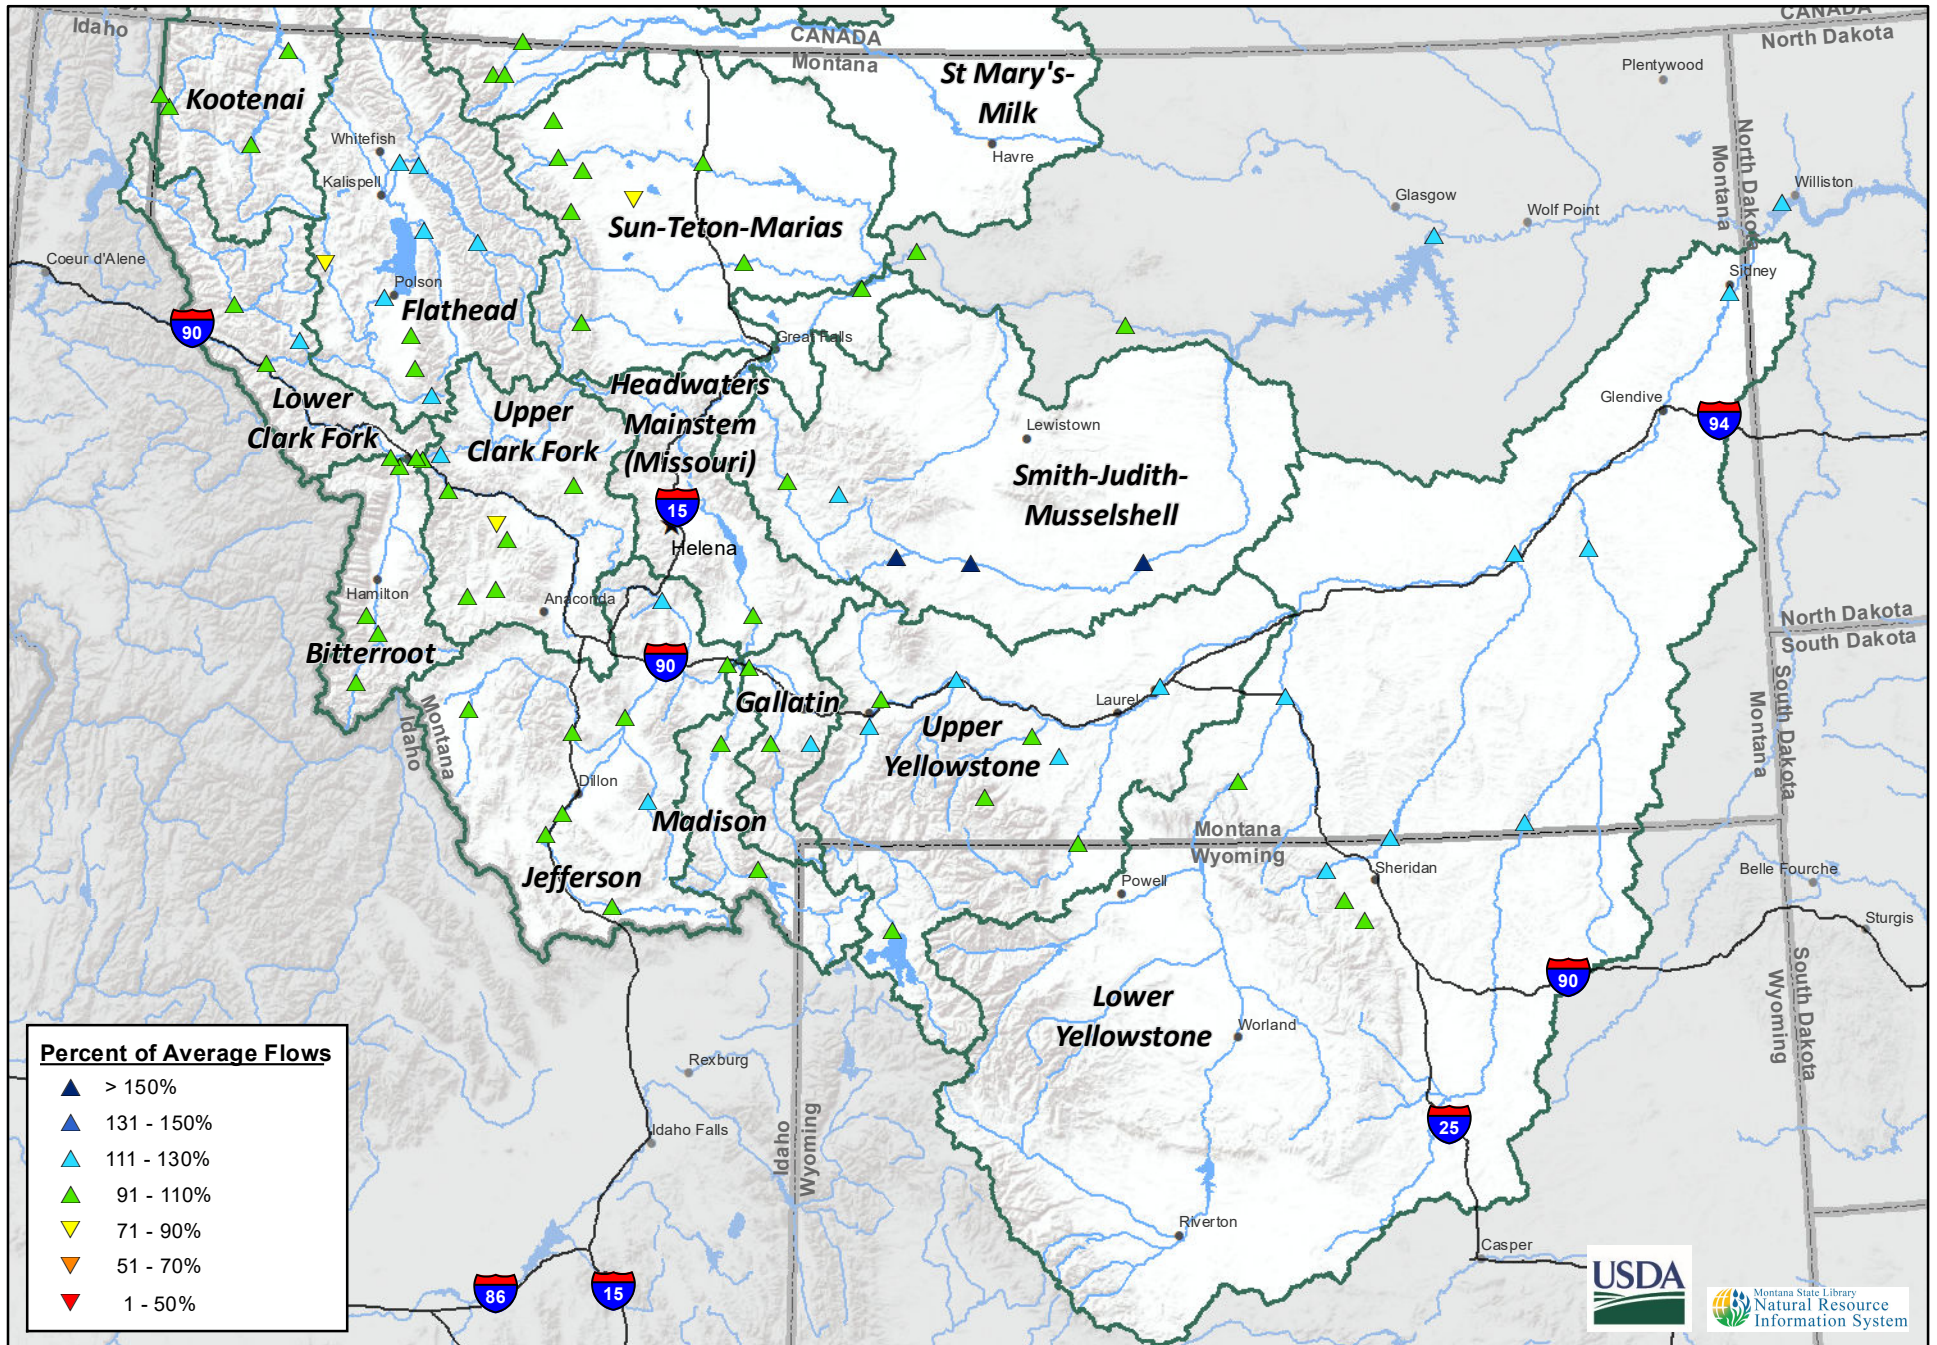 CANADA
Idaho
CANADA
Montana
CANADA
North Dakota
Plentywood
St Mary's-
Milk
Kootenai
Whitefish
Havre
North Dakota
Montana
Kalispell
Glasgow
Wolf Point
Williston
Sun-Teton-Marias
Coeur d'Alene
Polson
Sidney
Flathead
90
Great Falls
Headwaters
Mainstem
(Missouri)
Lower
Clark Fork
Upper
Clark Fork
Glendive
94
Lewistown
Smith-Judith-
Musselshell
15
Helena
Hamilton
Anaconda
North Dakota
South Dakota
Bitterroot
90
Montana
Idaho
Gallatin
Laurel
Upper
Yellowstone
South Dakota
Montana
Dillon
Madison
Montana
Wyoming
Jefferson
Powell
Sheridan
Belle Fourche
Sturgis
90
South Dakota
Wyoming
Lower
Yellowstone
Worland
Rexburg
Idaho Falls
Idaho
Wyoming
25
Riverton
Casper
86
15
Percent of Average Flows
> 150%
131 - 150%
111 - 130%
91 - 110%
71 - 90%
51 - 70%
1 - 50%
USDA
Montana State Library
Natural Resource
Information System